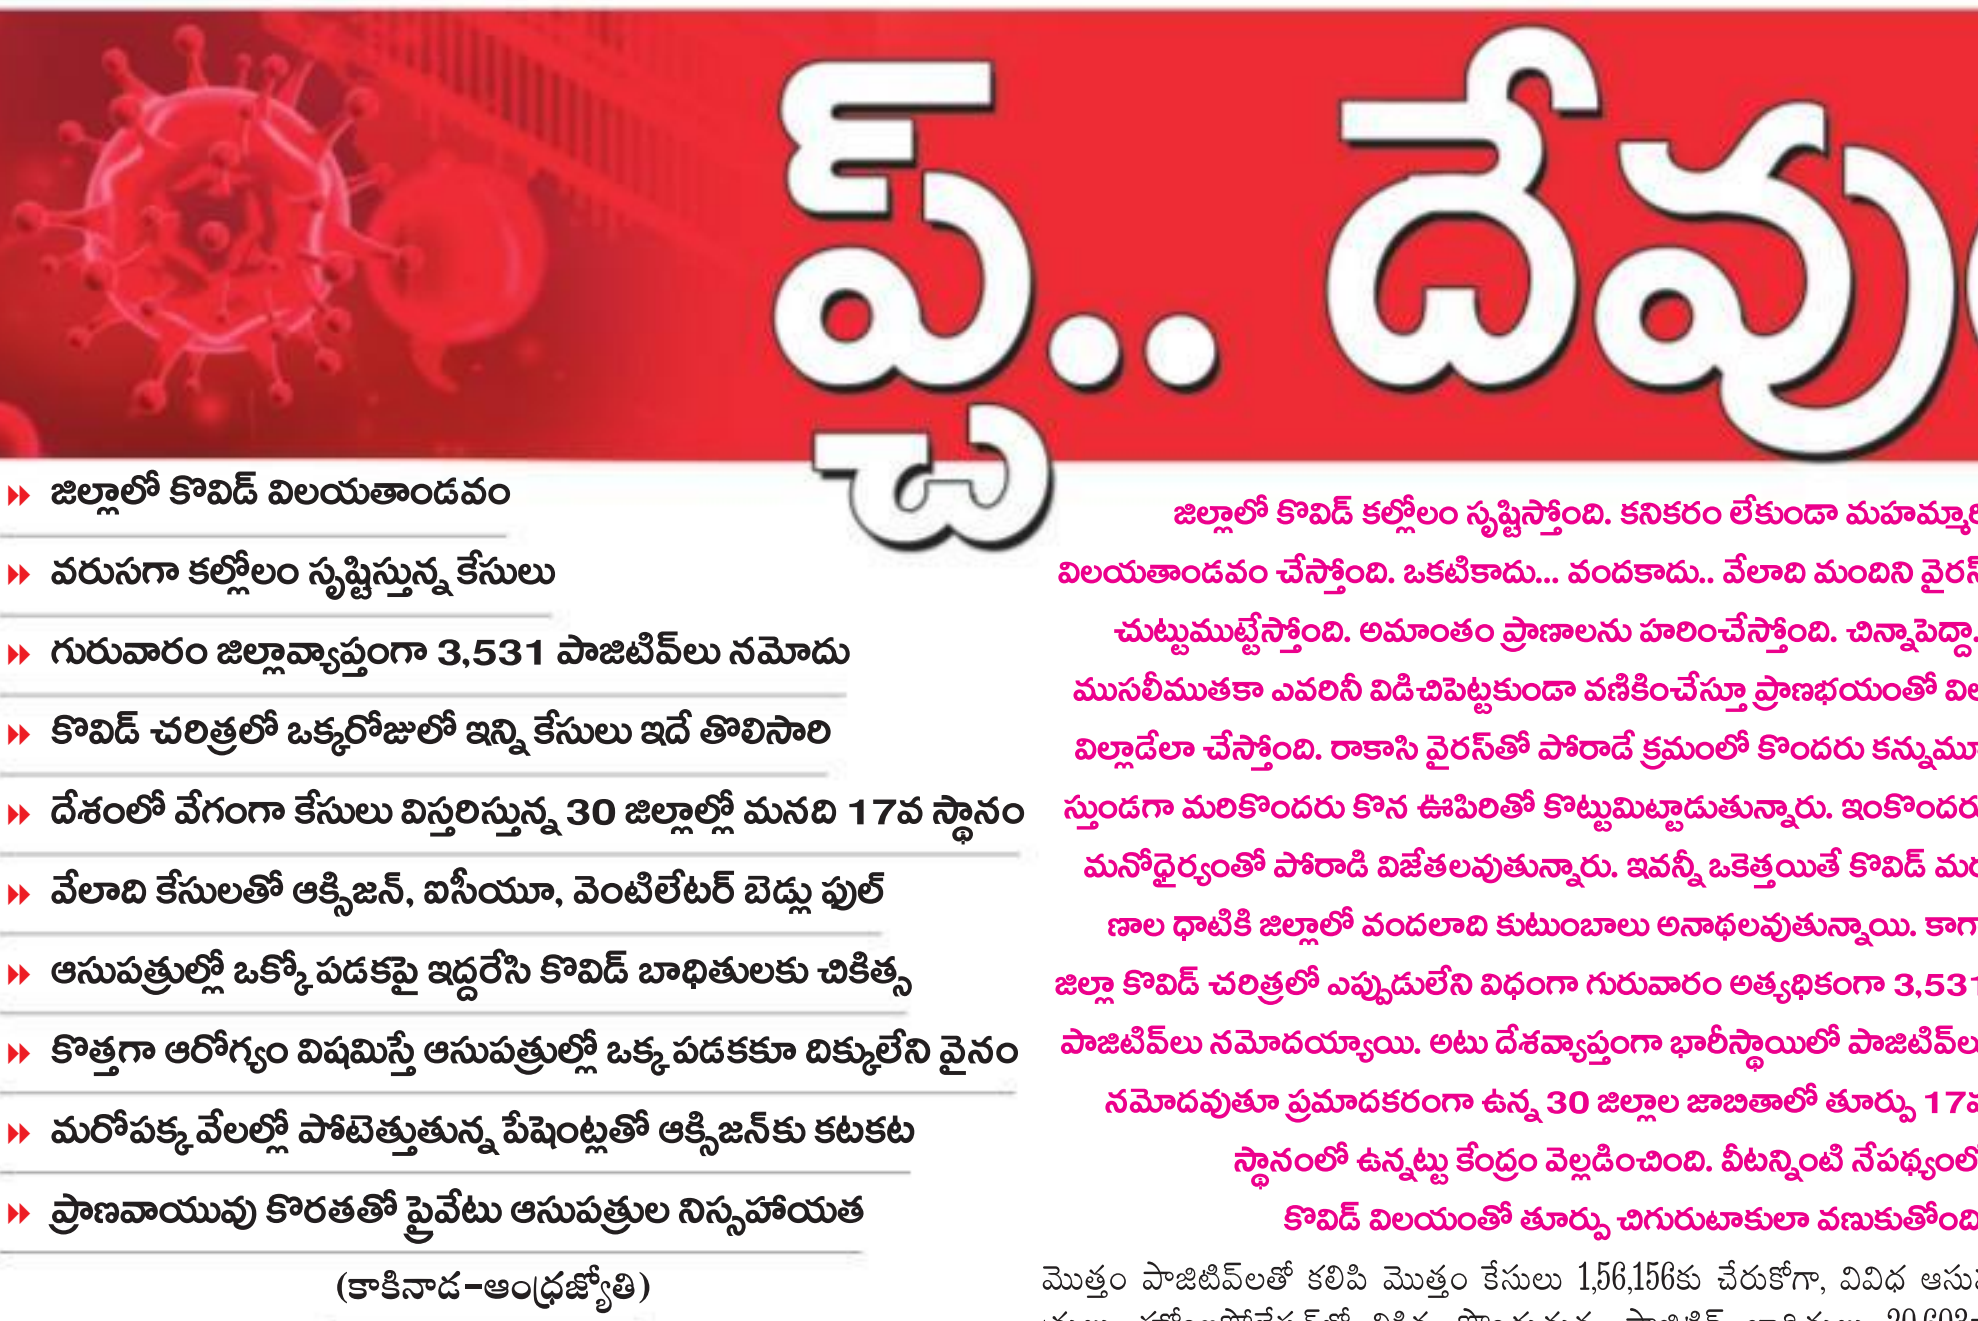 ప్చ్.. దేవు
జిల్లాలో కొవిడ్ విలయతాండవం
వరుసగా కల్లోలం సృష్టిస్తున్న కేసులు
గురువారం జిల్లావ్యాప్తంగా 3,531 పాజిటివ్‌లు నమోదు
కొవిడ్ చరిత్రలో ఒక్కరోజులో ఇన్ని కేసులు ఇదే తొలిసారి
దేశంలో వేగంగా కేసులు విస్తరిస్తున్న 30 జిల్లాల్లో మనది 17వ స్థానం
వేలాది కేసులతో ఆక్సిజన్, ఐసీయూ, వెంటిలేటర్ బెడ్లు ఫుల్
ఆసుపత్రుల్లో ఒక్కో పడకపై ఇద్దరేసి కొవిడ్ బాధితులకు చికిత్స
కొత్తగా ఆరోగ్యం విషమిస్తే ఆసుపత్రుల్లో ఒక్క పడకకూ దిక్కులేని వైనం
మరోపక్క వేలల్లో పోటెత్తుతున్న పేషెంట్లతో ఆక్సిజన్‌కు కటకట
ప్రాణవాయువు కొరతతో ప్రైవేటు ఆసుపత్రుల నిస్సహాయత
(కాకినాడ-ఆంధ్రజ్యోతి)
జిల్లాలో కొవిడ్ కల్లోలం సృష్టిస్తోంది. కనికరం లేకుండా మహమ్మారి
విలయతాండవం చేస్తోంది. ఒకటికాదు... వందకాదు.. వేలాది మందిని వైరస్
చుట్టుముట్టేస్తోంది. అమాంతం ప్రాణాలను హరించేస్తోంది. చిన్నాపెద్దా,
ముసలీముతకా ఎవరినీ విడిచిపెట్టకుండా వణికించేస్తూ ప్రాణభయంతో విల
విల్లాడేలా చేస్తోంది. రాకాసి వైరస్‌తో పోరాడే క్రమంలో కొందరు కన్నుమూ
స్తుండగా మరికొందరు కొన ఊపిరితో కొట్టుమిట్టాడుతున్నారు. ఇంకొందరు
మనోధైర్యంతో పోరాడి విజేతలవుతున్నారు. ఇవన్నీ ఒకెత్తయితే కొవిడ్ మర
ణాల ధాటికి జిల్లాలో వందలాది కుటుంబాలు అనాథలవుతున్నాయి. కాగా
జిల్లా కొవిడ్ చరిత్రలో ఎప్పుడులేని విధంగా గురువారం అత్యధికంగా 3,531
పాజిటివ్‌లు నమోదయ్యాయి. అటు దేశవ్యాప్తంగా భారీస్థాయిలో పాజిటివ్‌లు
నమోదవుతూ ప్రమాదకరంగా ఉన్న 30 జిల్లాల జాబితాలో తూర్పు 17వ
స్థానంలో ఉన్నట్టు కేంద్రం వెల్లడించింది. వీటన్నింటి నేపథ్యంలో
కొవిడ్ విలయంతో తూర్పు చిగురుటాకులా వణుకుతోంది
మొత్తం పాజిటివ్‌లతో కలిపి మొత్తం కేసులు 1,56,156కు చేరుకోగా, వివిధ